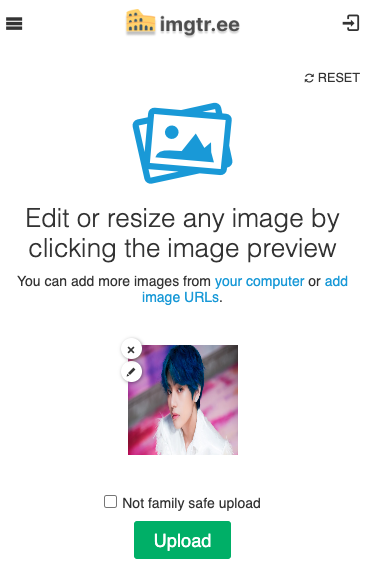 imgtr.ee
RESET
Edit or resize any image by
clicking the image preview
You can add more images from your computer or add
image URLs.
Not family safe upload
Upload